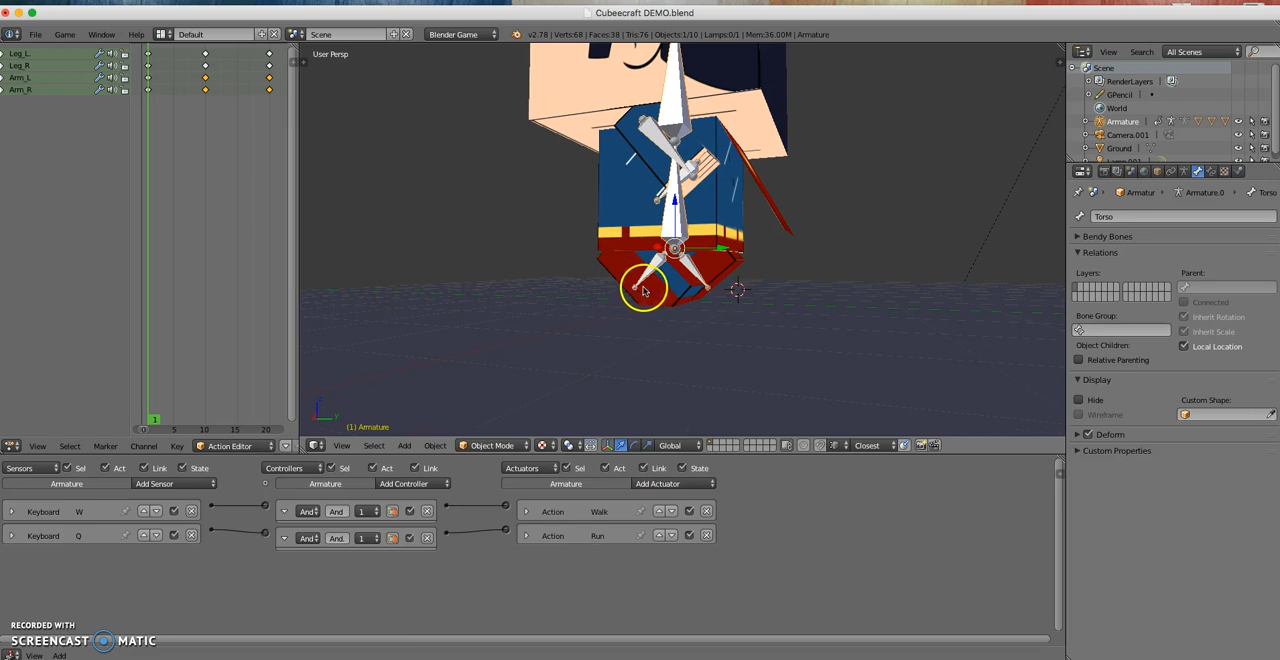 Cubeecraft DEMO.blend
File Game Window Help Default Scene Blender Game v2.78 | Verts:68 | Faces:38 | Tris:76 | Objects:1/10 | Lamps:0/1 | Mem:36.00M | Armature
View Search All Scenes
Leg_L
Leg_R
Arm_L
Arm_R
User Persp
Scene
RenderLayers
GPencil
World
Armature
Camera.001
Ground
Armatur Armature.0 Torso
Torso
Bendy Bones
Relations
Layers: Parent:
Connected
Bone Group: Inherit Rotation
Inherit Scale
Object Children: Local Location
Relative Parenting
Display
Hide Custom Shape:
Wireframe
Deform
Custom Properties
1
0 5 10 15 20
(1) Armature
View Select Marker Channel Key Action Editor
View Select Add Object Object Mode Global Closest
Sensors Sel Act Link State Controllers Sel Act Link Actuators Sel Act Link State
Armature Add Sensor Armature Add Controller Armature Add Actuator
Keyboard W And And 1 Action Walk
Keyboard Q And And. 1 Action Run
RECORDED WITH
SCREENCAST MATIC
View Add